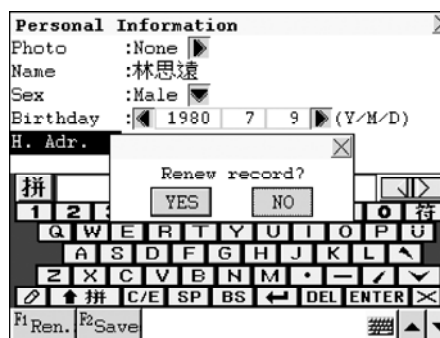 Personal Information
Photo :None
Name :林思遠
Sex :Male
Birthday : 1980 7 9 (Y/M/D)
H. Adr.
Renew record?
YES NO
拼
1 2 0 符
Q W E R T Y U I O P Ü
A S D F G H J K L
Z X C V B N M · —
拼 C/E SP BS DEL ENTER
F1 Ren. F2 Save